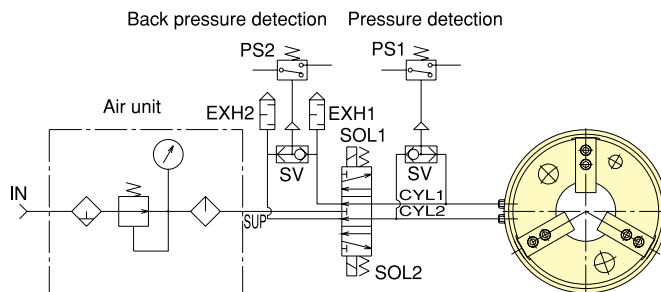 Back pressure detection
Pressure detection
PS2
PS1
Air unit
EXH2
EXH1
SOL1
SV
SV
IN
CYL1
CYL2
SUP
SOL2